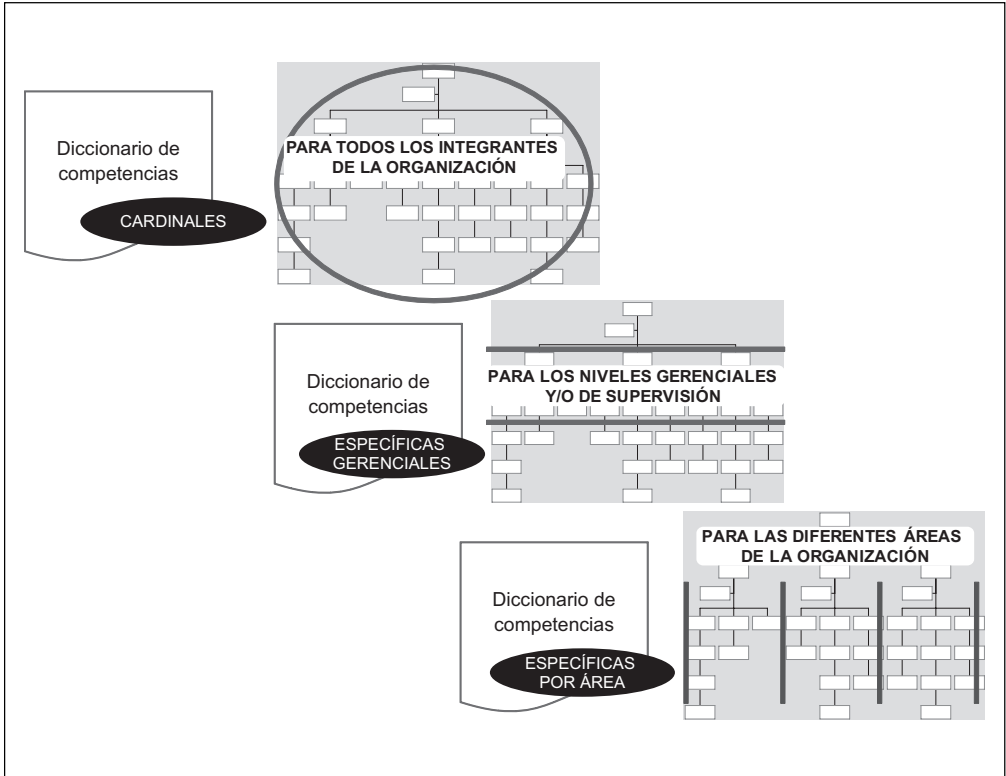 Diccionario de
competencias
CARDINALES
PARA TODOS LOS INTEGRANTES
DE LA ORGANIZACIÓN
Diccionario de
competencias
ESPECÍFICAS
GERENCIALES
PARA LOS NIVELES GERENCIALES
Y/O DE SUPERVISIÓN
Diccionario de
competencias
ESPECÍFICAS
POR ÁREA
PARA LAS DIFERENTES ÁREAS
DE LA ORGANIZACIÓN